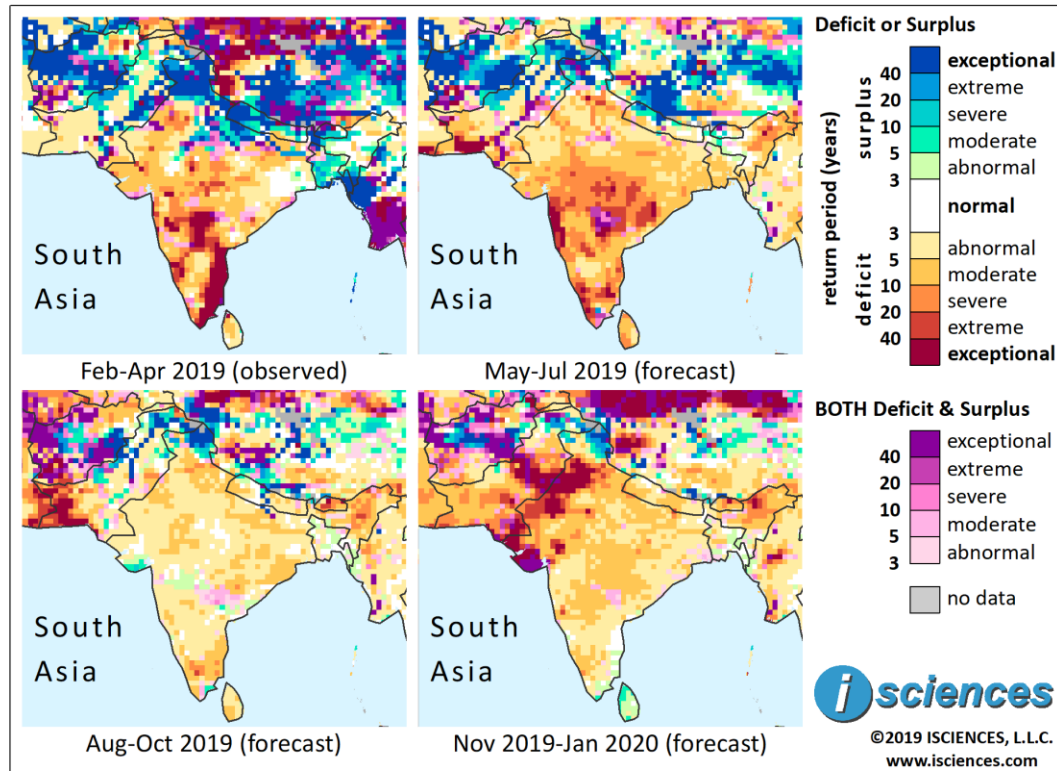 South
Asia
Feb-Apr 2019 (observed)
South
Asia
May-Jul 2019 (forecast)
South
Asia
Aug-Oct 2019 (forecast)
South
Asia
Nov 2019-Jan 2020 (forecast)
Deficit or Surplus
return period (years)
surplus
deficit
exceptional
40
extreme
20
severe
10
moderate
5
abnormal
3
normal
3
abnormal
5
moderate
10
severe
20
extreme
40
exceptional
BOTH Deficit & Surplus
exceptional
40
extreme
20
severe
10
moderate
5
abnormal
3
no data
i sciences
©2019 ISCIENCES, L.L.C.
www.isciences.com